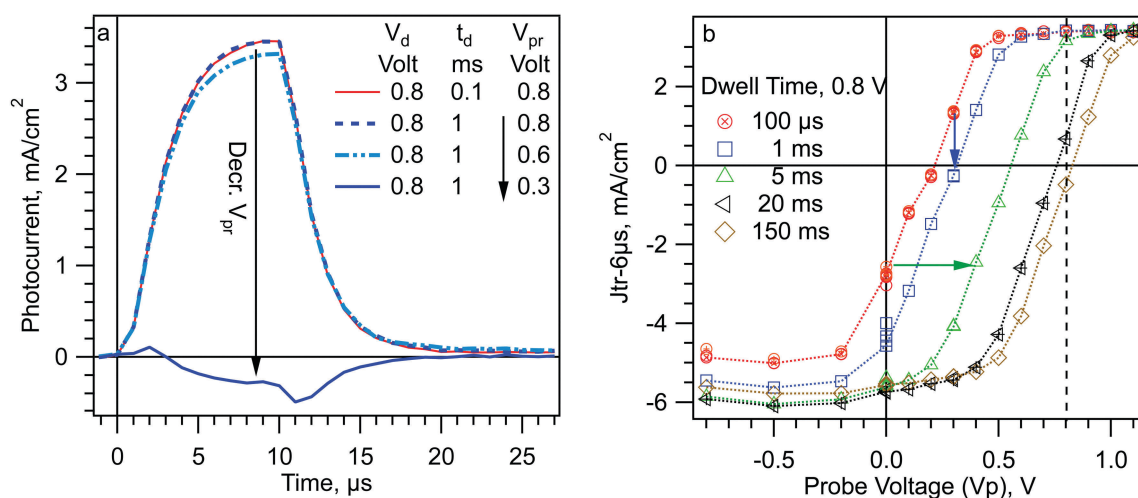 a
V_d t_d V_pr
Volt ms Volt
0.8 0.1 0.8
0.8 1 0.8
0.8 1 0.6
0.8 1 0.3
Decr. V_pr
Photocurrent, mA/cm²
3
2
1
0
0 5 10 15 20 25
Time, µs
b
Dwell Time, 0.8 V
100 µs
1 ms
5 ms
20 ms
150 ms
Jtr-6µs, mA/cm²
2
0
-2
-4
-6
-0.5 0.0 0.5 1.0
Probe Voltage (Vp), V